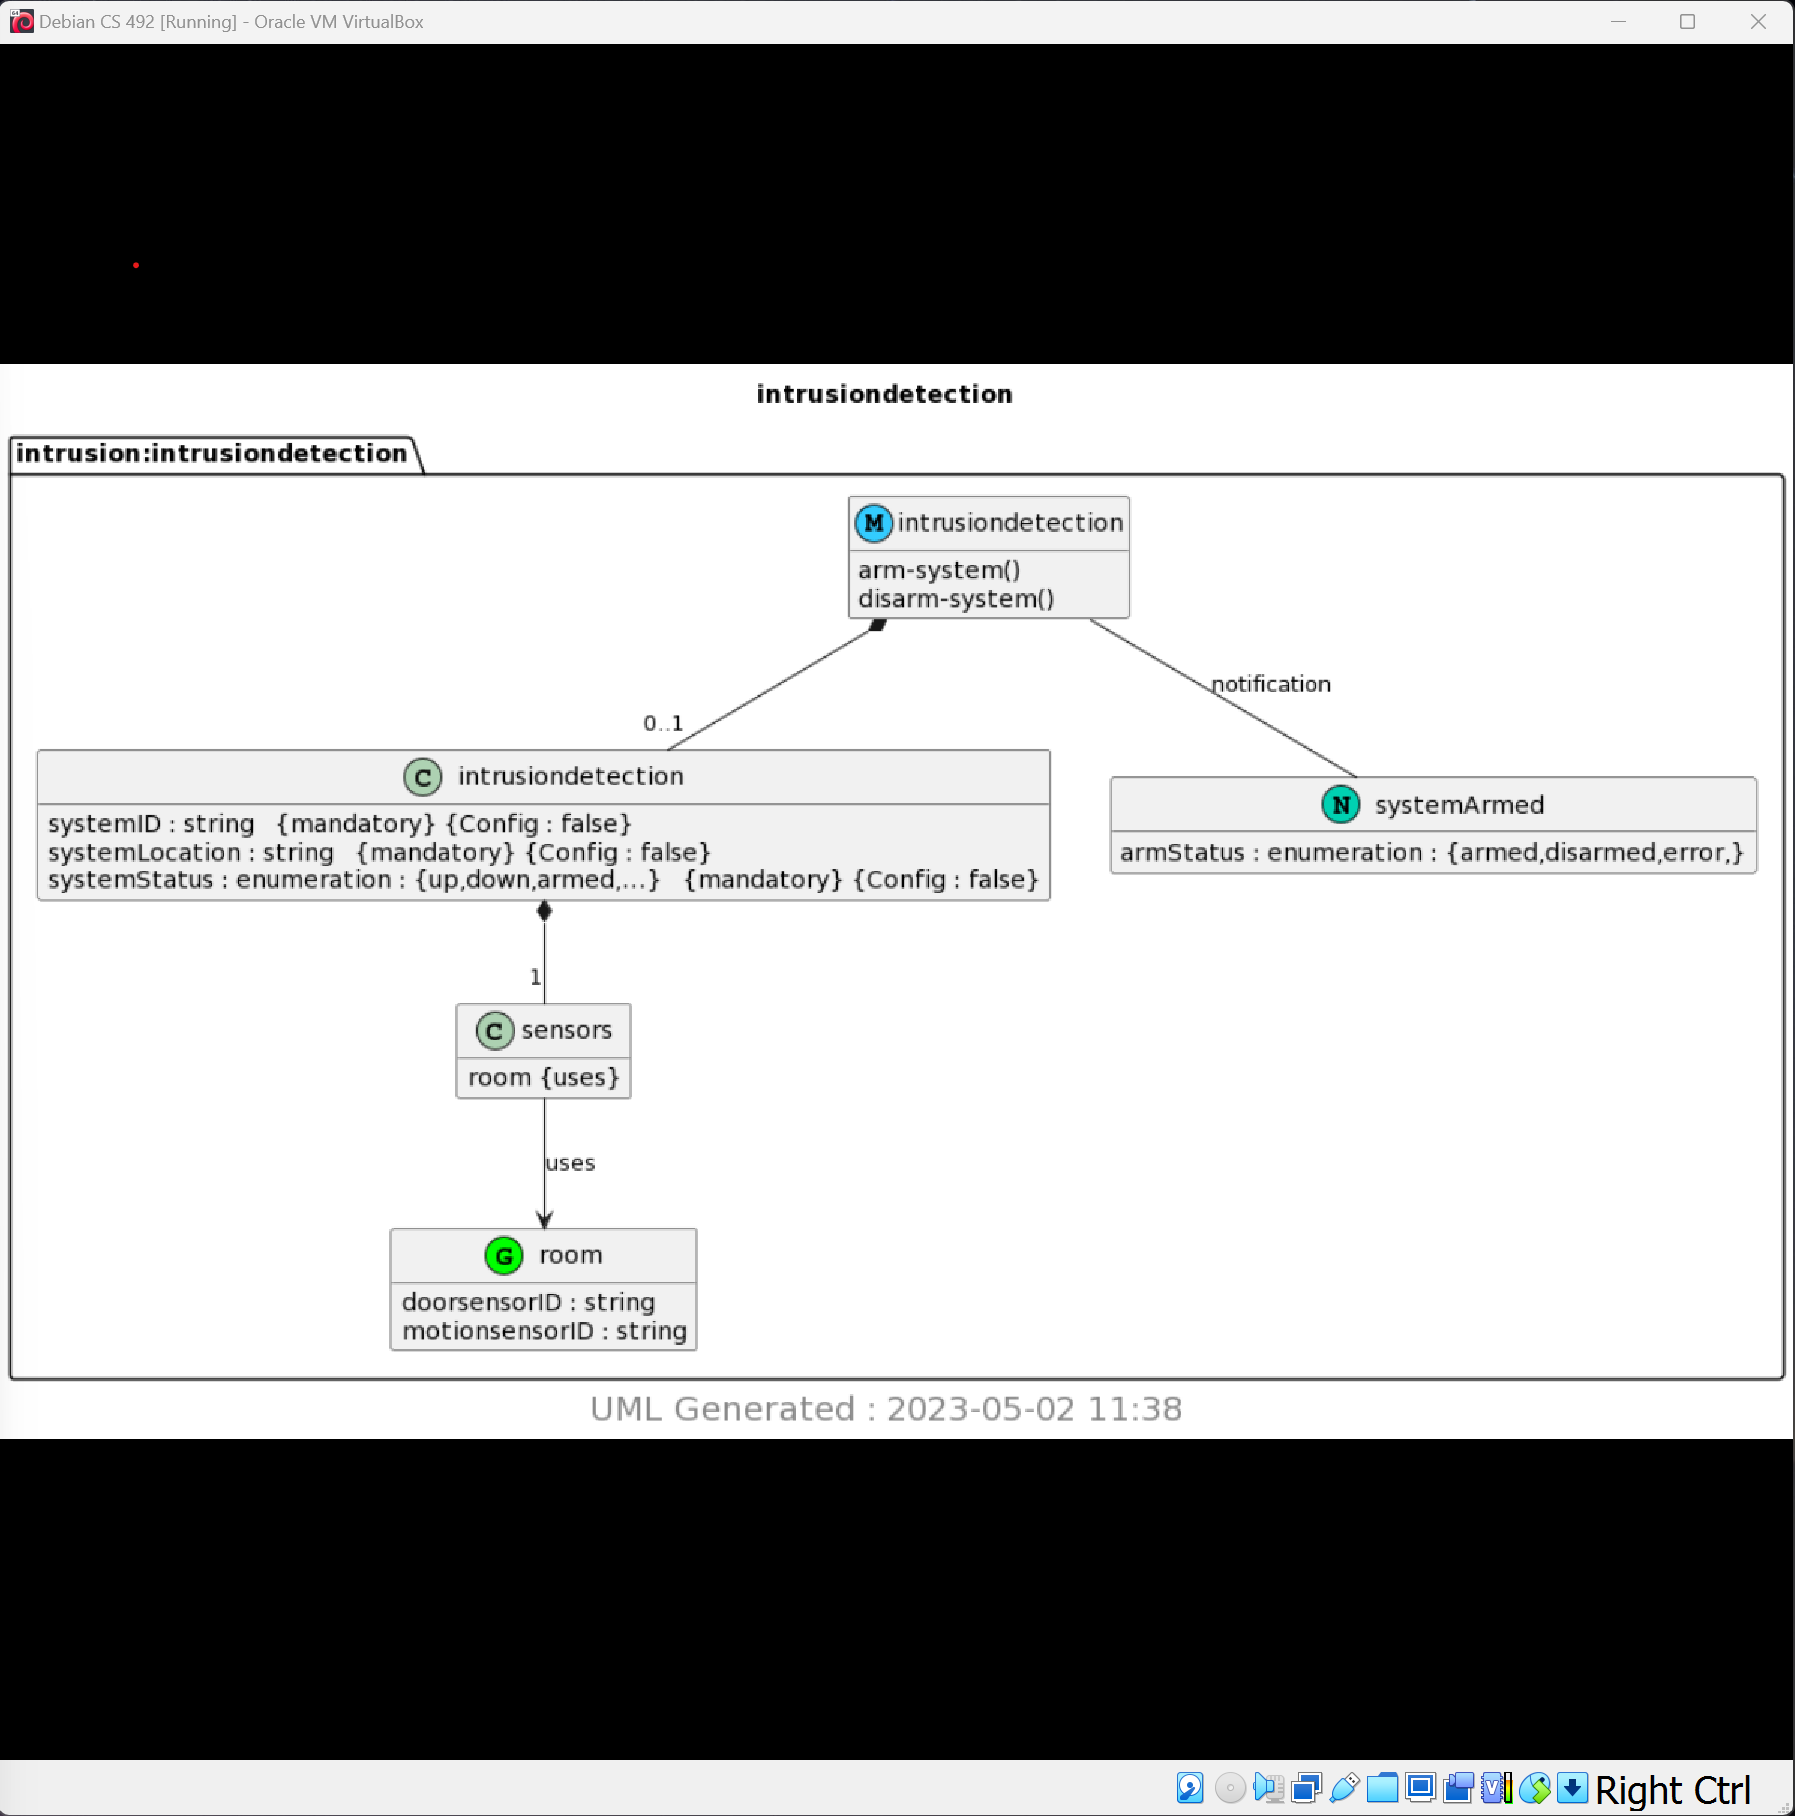 Debian CS 492 [Running] - Oracle VM VirtualBox
intrusiondetection
intrusion:intrusiondetection
M intrusiondetection
arm-system()
disarm-system()
notification
0..1
C intrusiondetection
systemID : string {mandatory} {Config : false}
systemLocation : string {mandatory} {Config : false}
systemStatus : enumeration : {up,down,armed,...} {mandatory} {Config : false}
N systemArmed
armStatus : enumeration : {armed,disarmed,error,}
1
C sensors
room {uses}
uses
G room
doorsensorID : string
motionsensorID : string
UML Generated : 2023-05-02 11:38
Right Ctrl